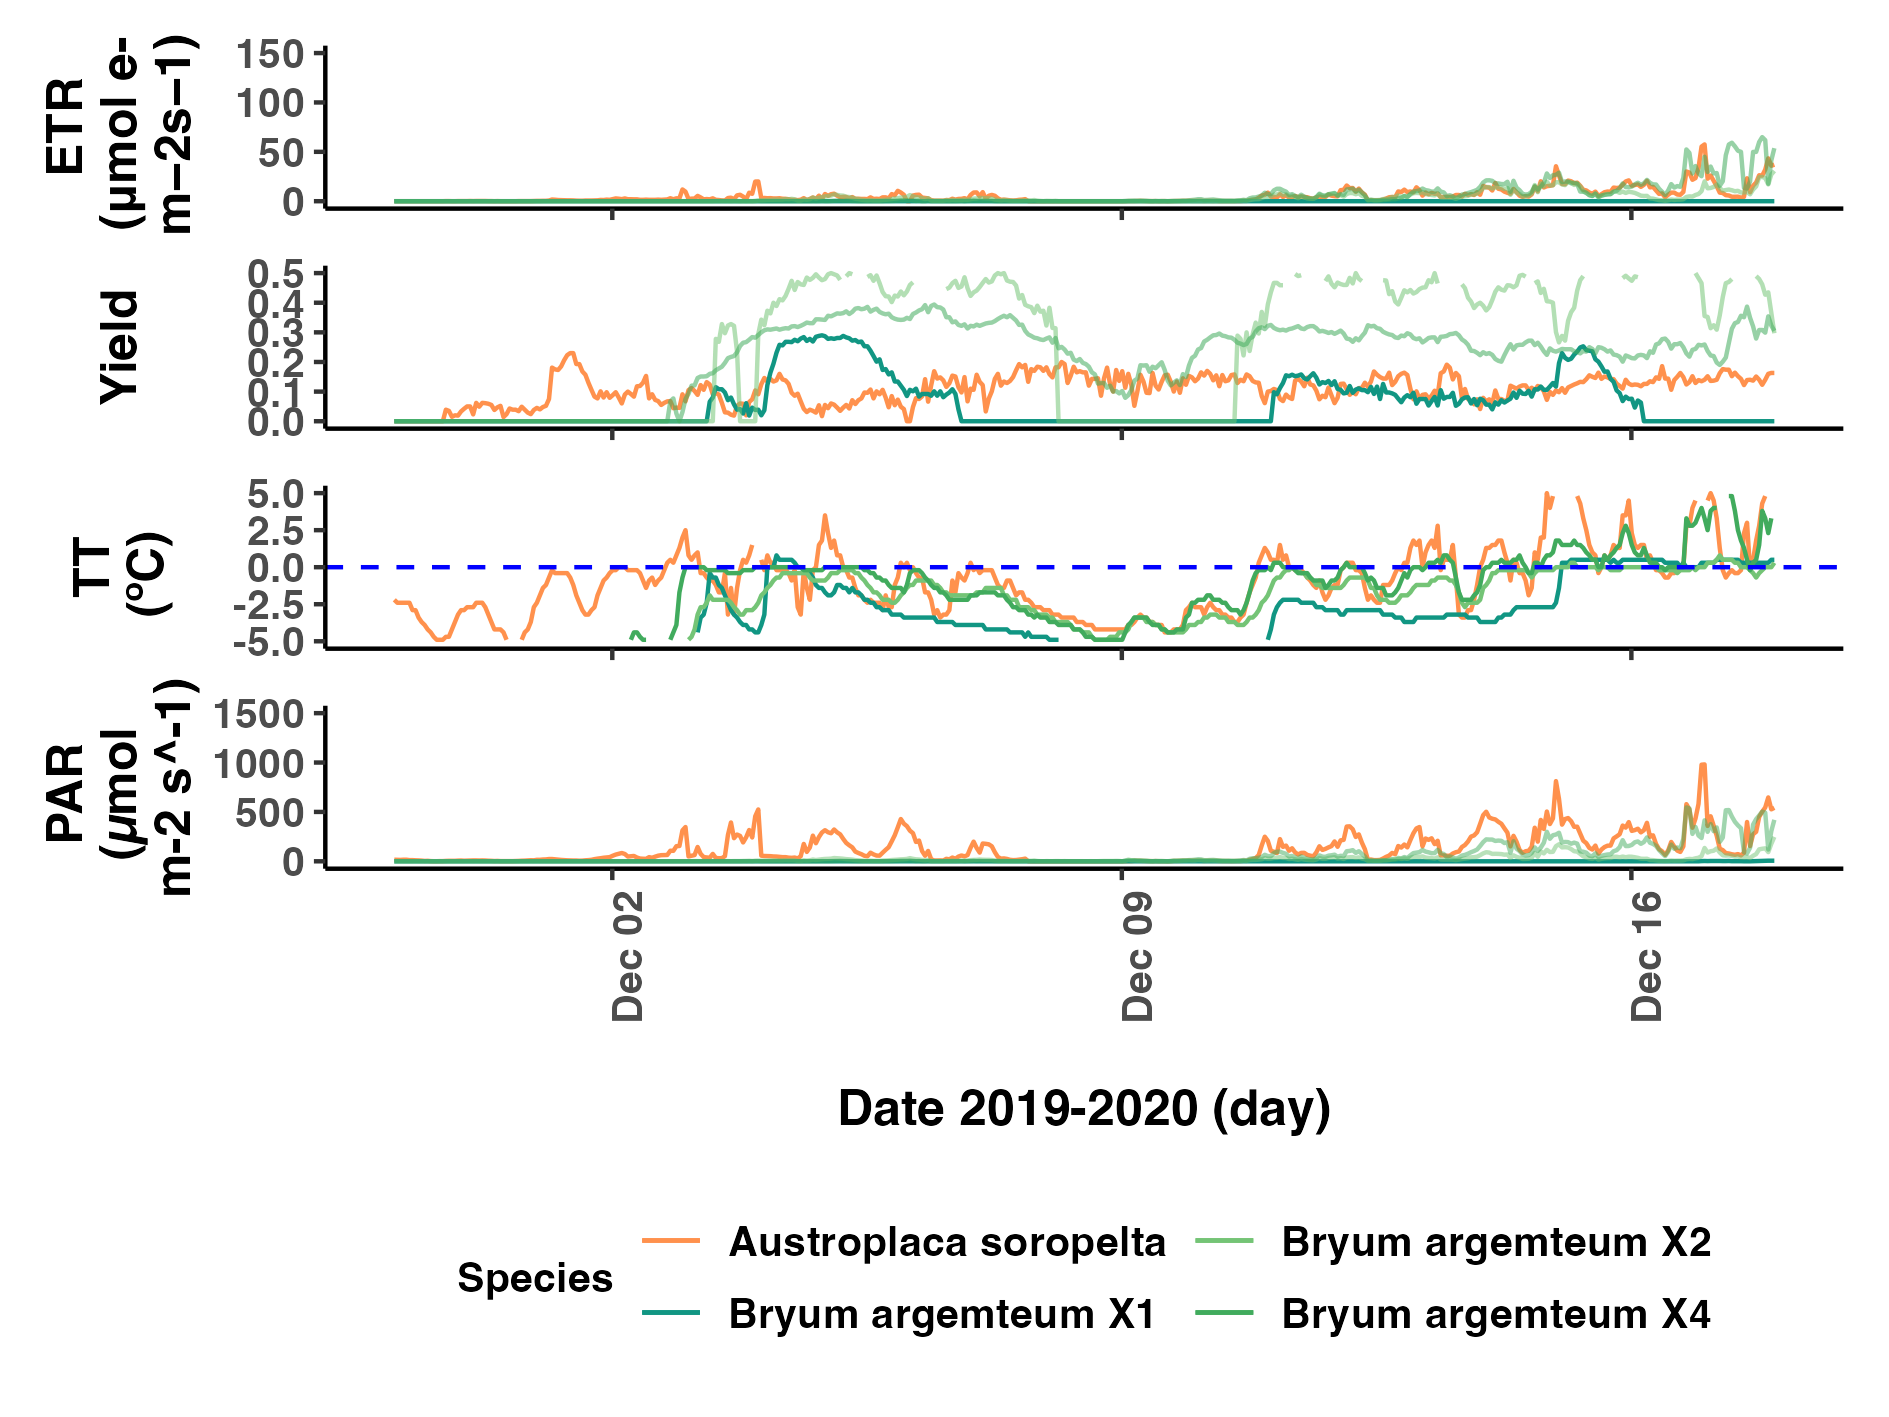 ETR
(µmol e-
m−2s−1)
150
100
50
0
Yield
0.5
0.4
0.3
0.2
0.1
0.0
TT
(ºC)
5.0
2.5
0.0
-2.5
-5.0
PAR
(µmol
m-2 s^-1)
1500
1000
500
0
Dec 02
Dec 09
Dec 16
Date 2019-2020 (day)
Species
Austroplaca soropelta
Bryum argemteum X1
Bryum argemteum X2
Bryum argemteum X4